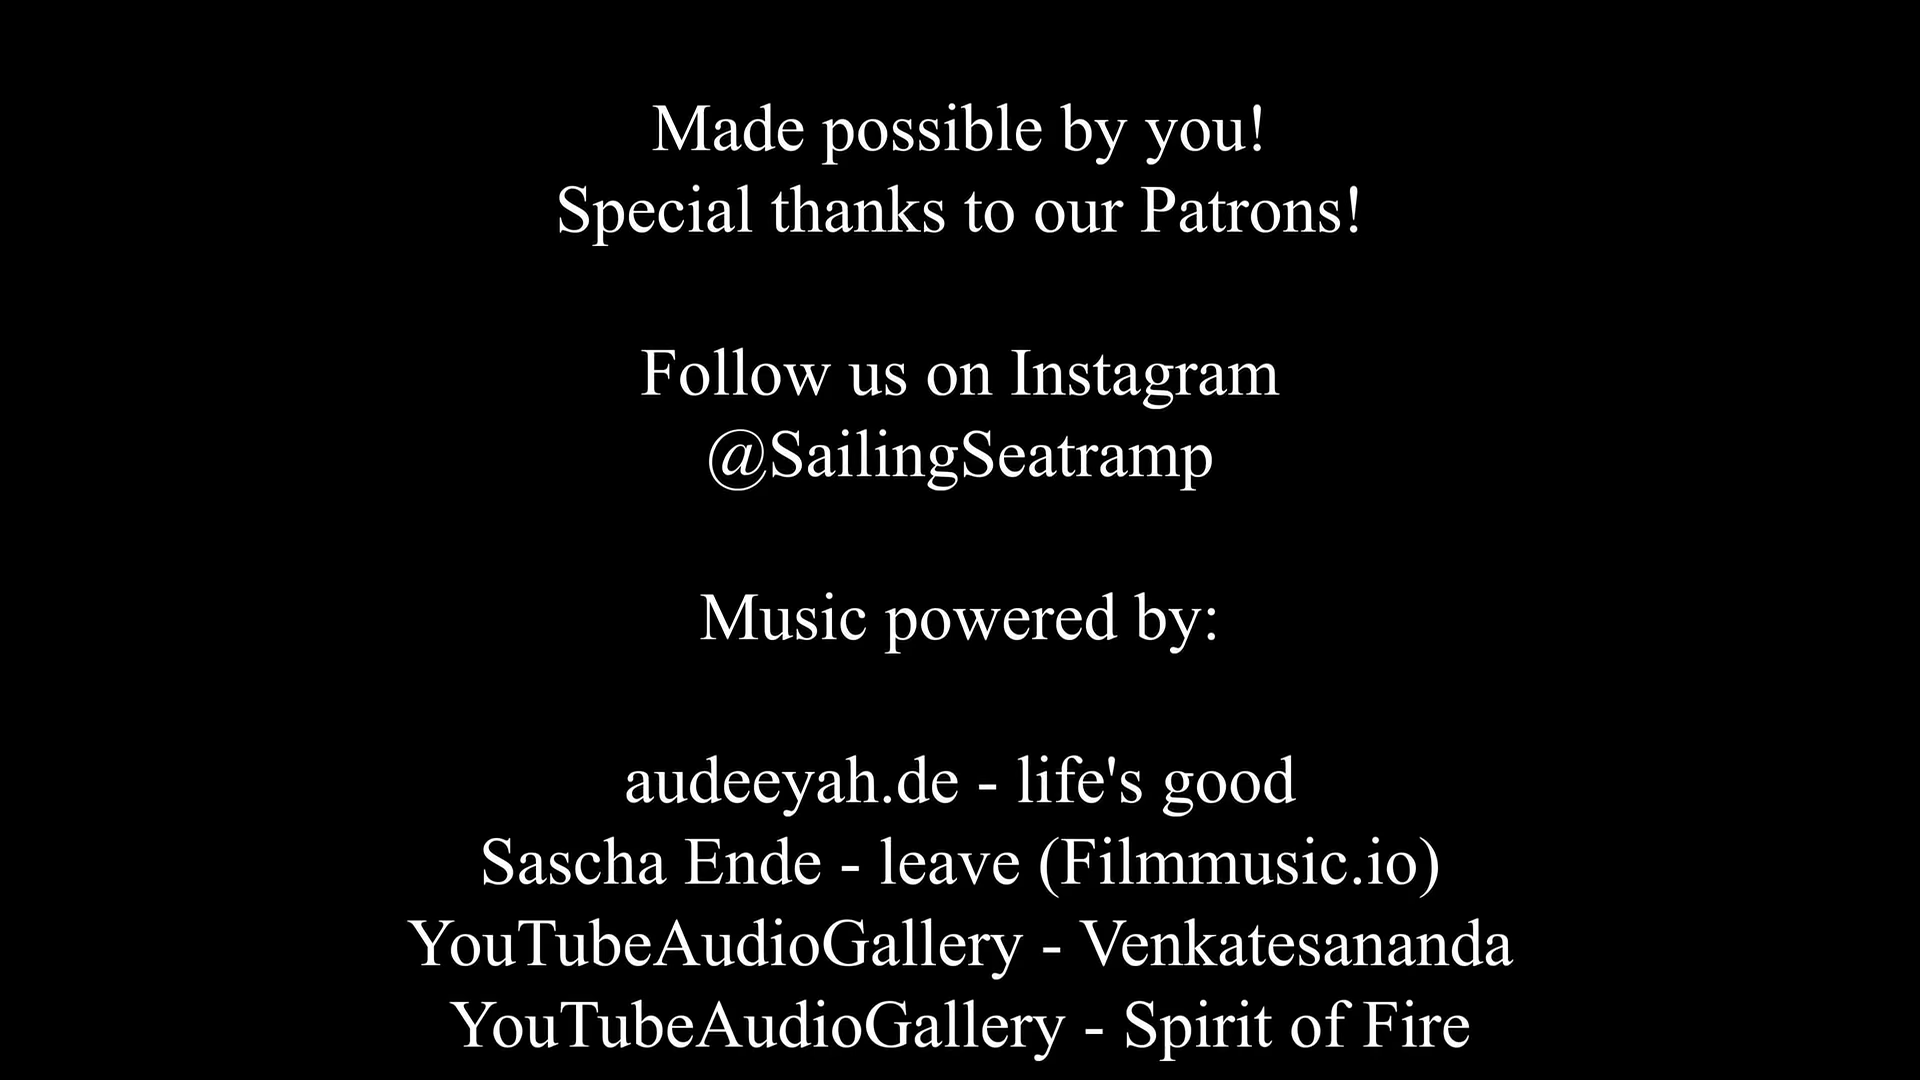 Made possible by you!
Special thanks to our Patrons!
Follow us on Instagram
@SailingSeatramp
Music powered by:
audeeyah.de - life's good
Sascha Ende - leave (Filmmusic.io)
YouTubeAudioGallery - Venkatesananda
YouTubeAudioGallery - Spirit of Fire